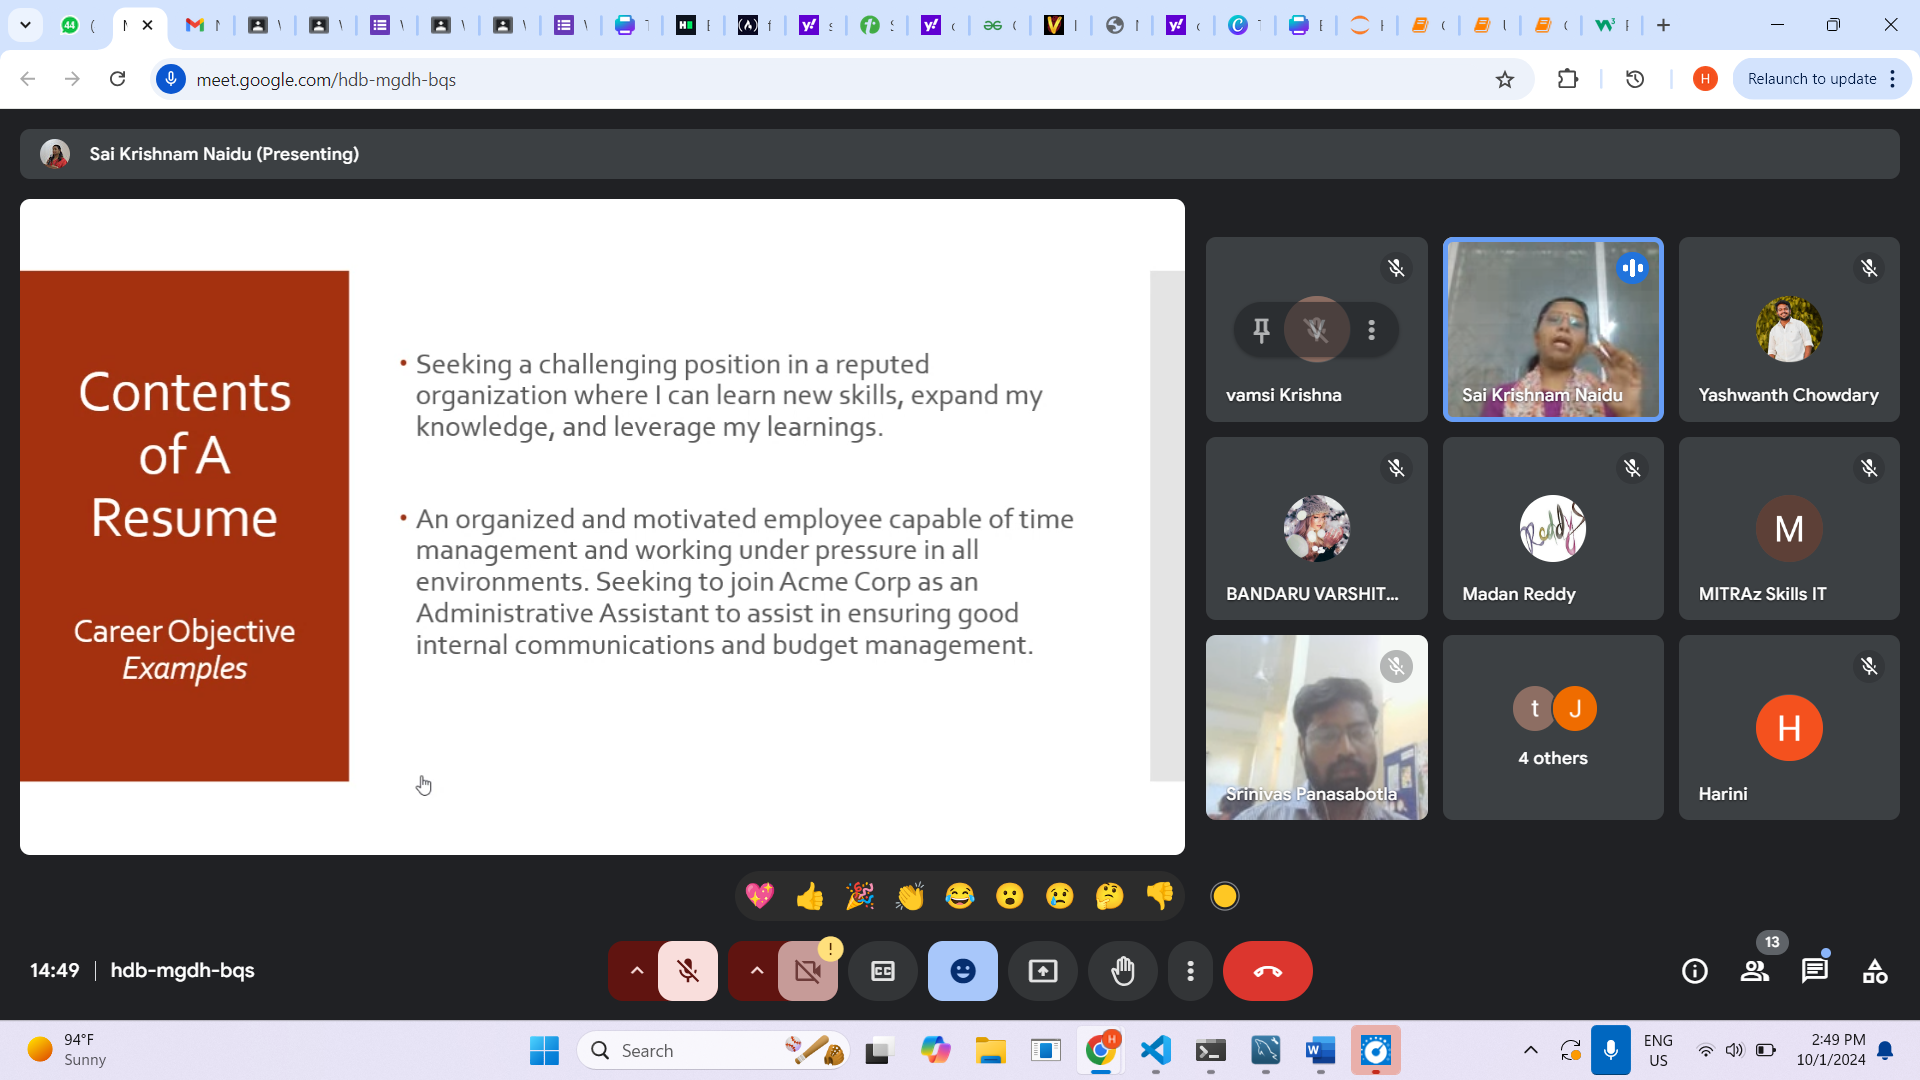 meet.google.com/hdb-mgdh-bqs
Relaunch to update
Sai Krishnam Naidu (Presenting)
Contents
of A
Resume
Career Objective
Examples
• Seeking a challenging position in a reputed
organization where I can learn new skills, expand my
knowledge, and leverage my learnings.
• An organized and motivated employee capable of time
management and working under pressure in all
environments. Seeking to join Acme Corp as an
Administrative Assistant to assist in ensuring good
internal communications and budget management.
vamsi Krishna
Sai Krishnam Naidu
Yashwanth Chowdary
BANDARU VARSHIT...
Reddy
Madan Reddy
M
MITRAz Skills IT
Srinivas Panasabotla
t J
4 others
H
Harini
14:49 | hdb-mgdh-bqs
13
94°F
Sunny
Search
ENG
US
2:49 PM
10/1/2024